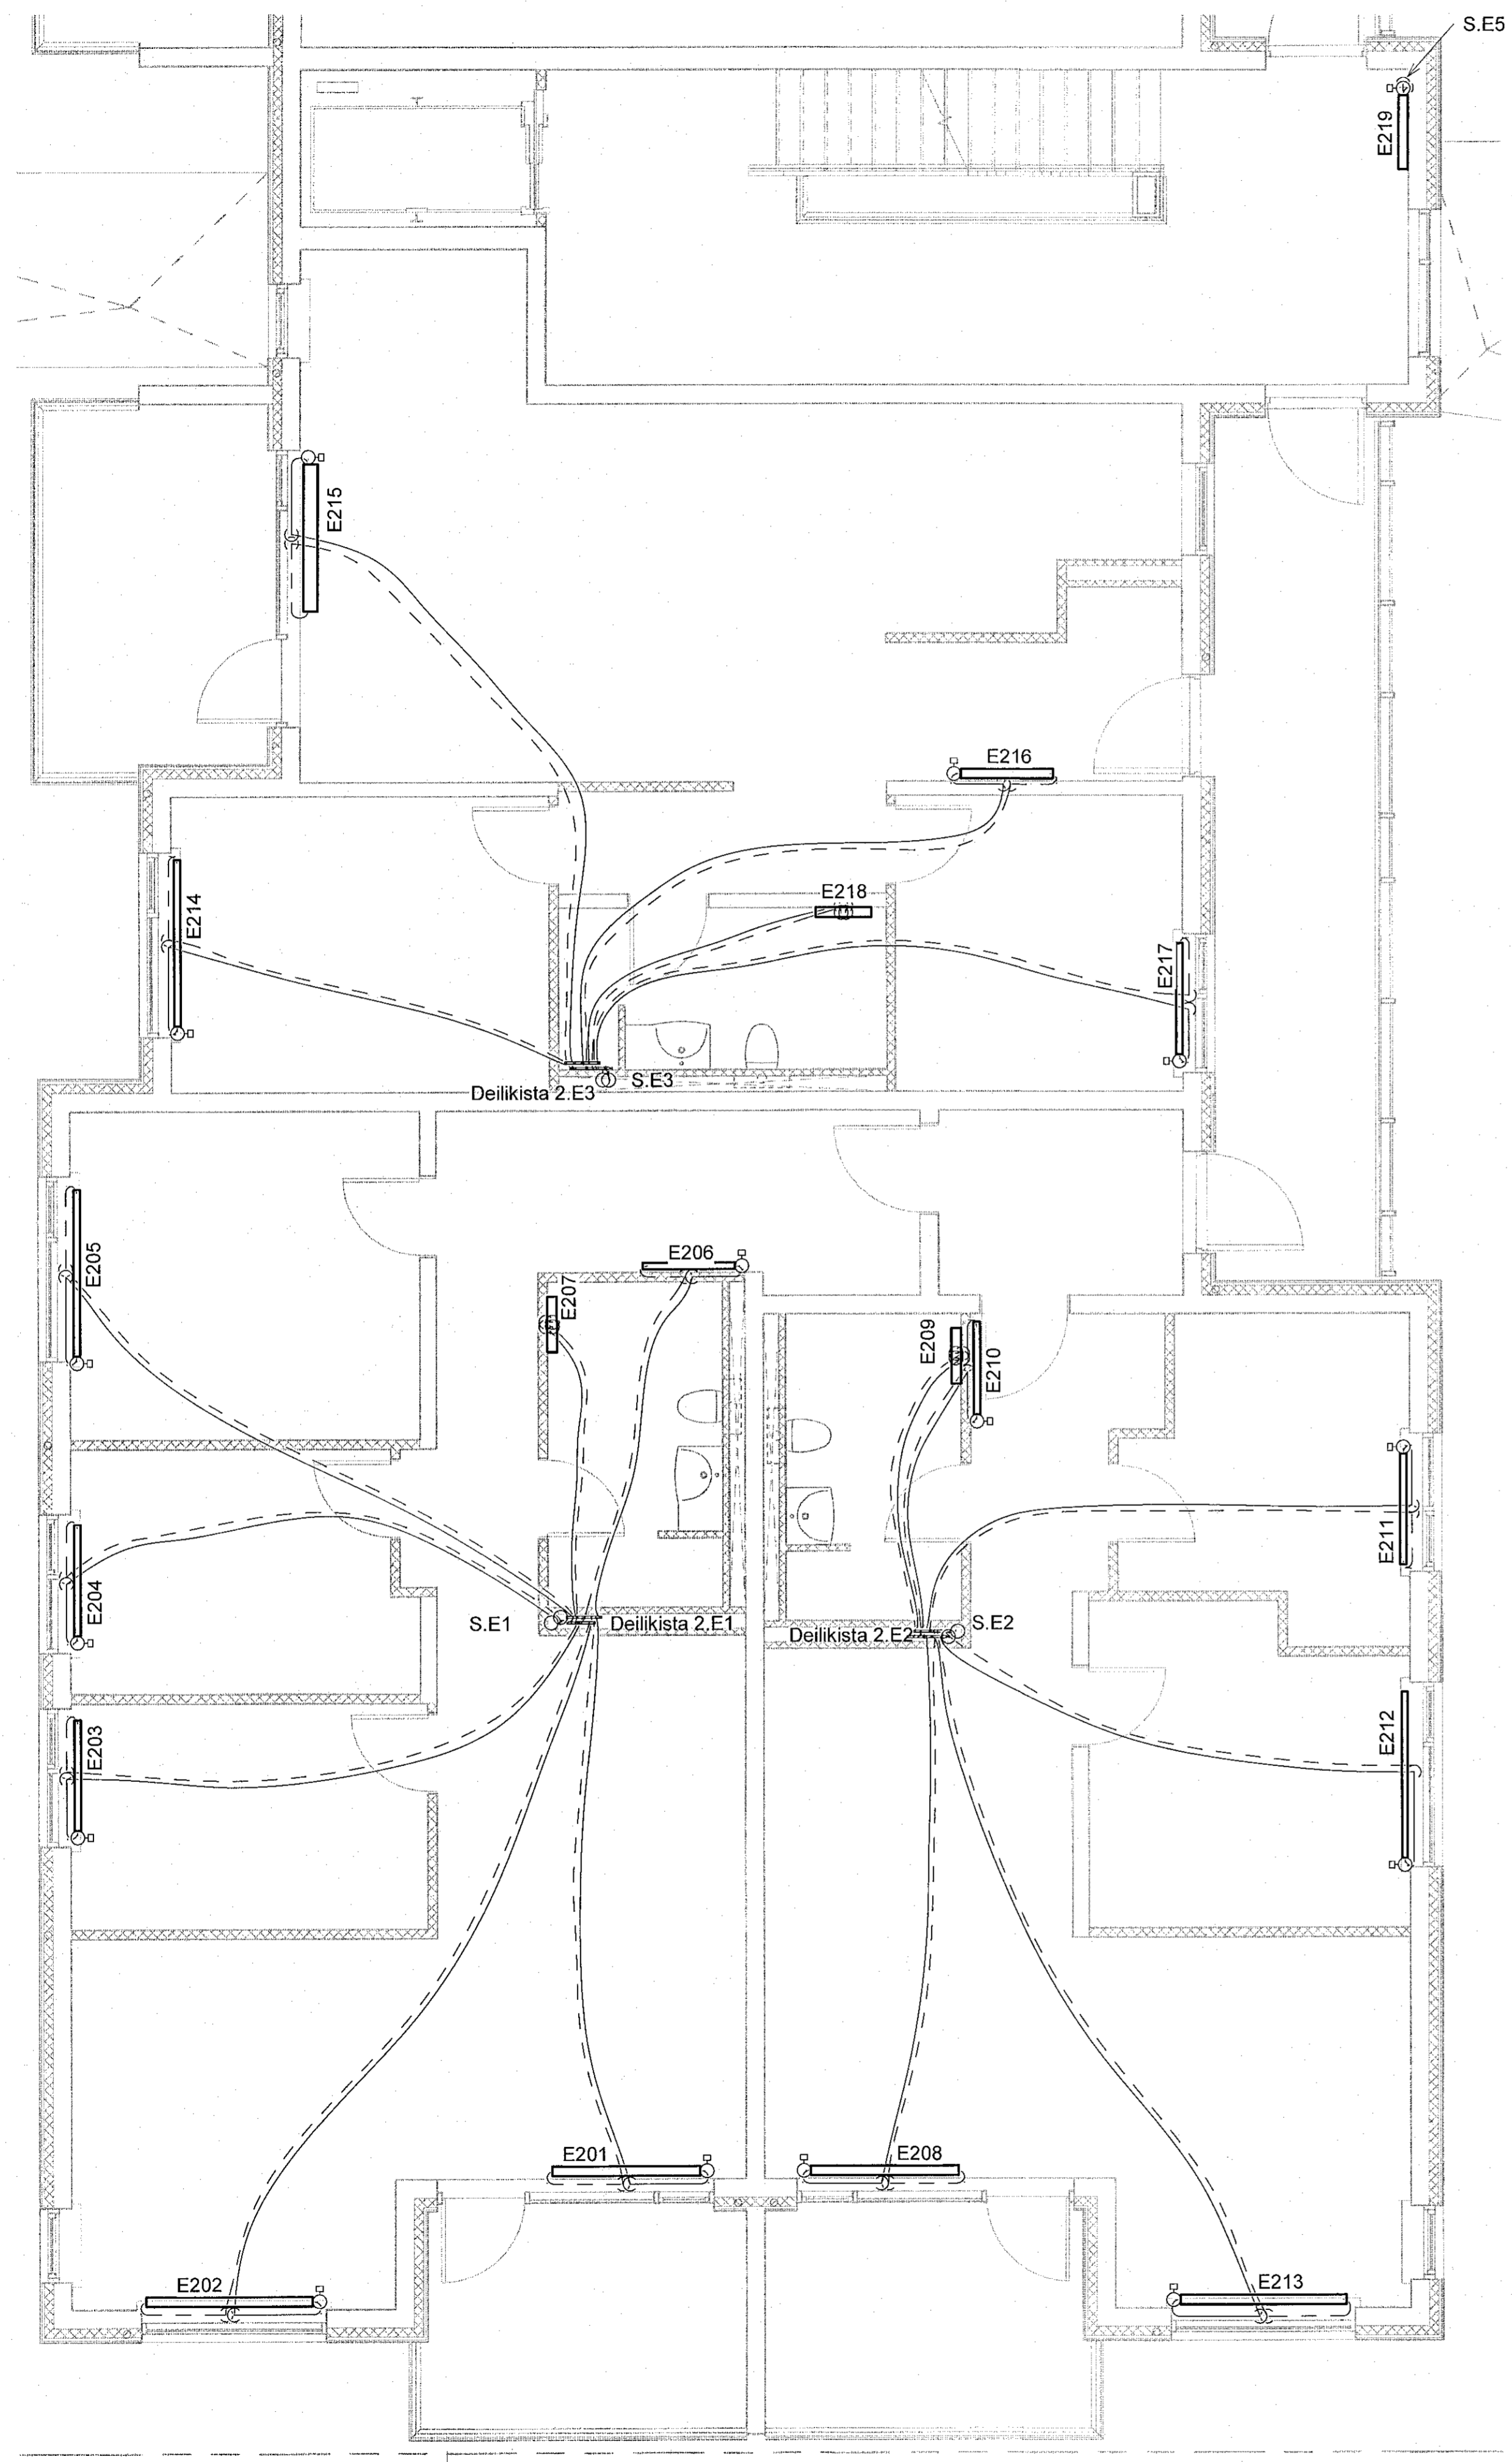 S.E5
E219
E215
E216
E214
E218
E217
Deilikista 2.E3
S.E3
E205
E206
E207
E209
E210
E211
E204
S.E1
Deilikista 2.E1
Deilikista 2.E2
S.E2
E203
E212
E201
E208
E202
E213